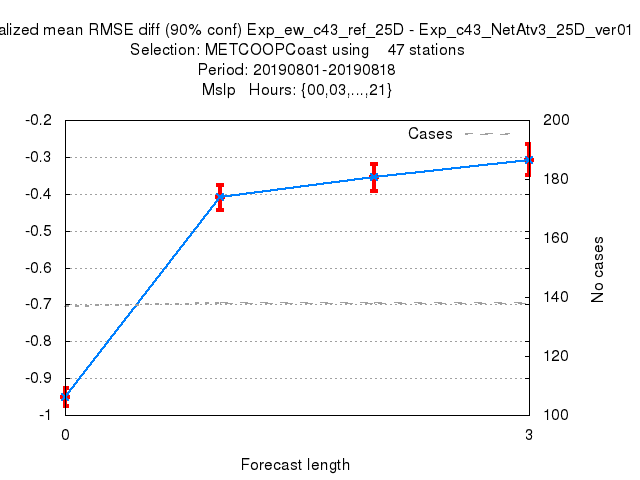 alized mean RMSE diff (90% conf) Exp_ew_c43_ref_25D - Exp_c43_NetAtv3_25D_ver01
Selection: METCOOPCoast using 47 stations
Period: 20190801-20190818
Mslp Hours: {00,03,...,21}
Cases
-0.2
-0.3
-0.4
-0.5
-0.6
-0.7
-0.8
-0.9
-1
200
180
160
140
120
100
No cases
0
3
Forecast length